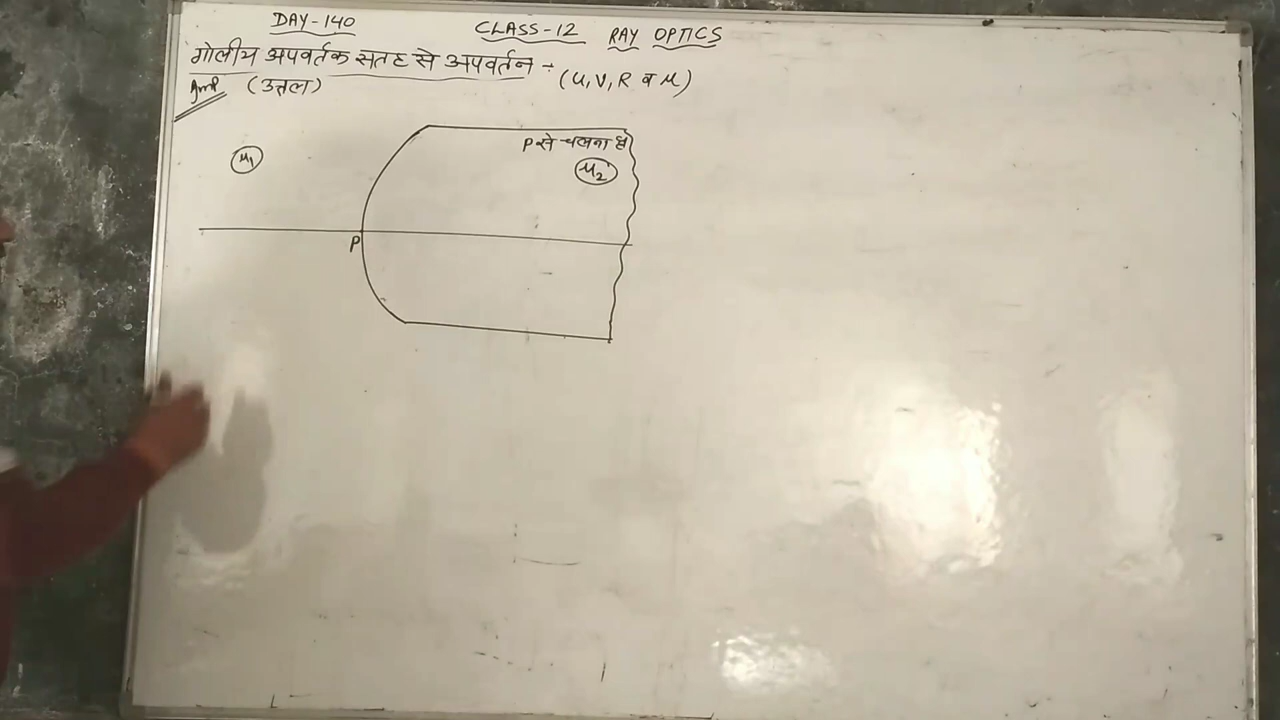 DAY-140 CLASS-12 RAY OPTICS
गोलीय अपवर्तक सतह से अपवर्तन :-
Imp (उत्तल) (u, v, R व μ)
P से चलना है
μ₁ μ₂
P